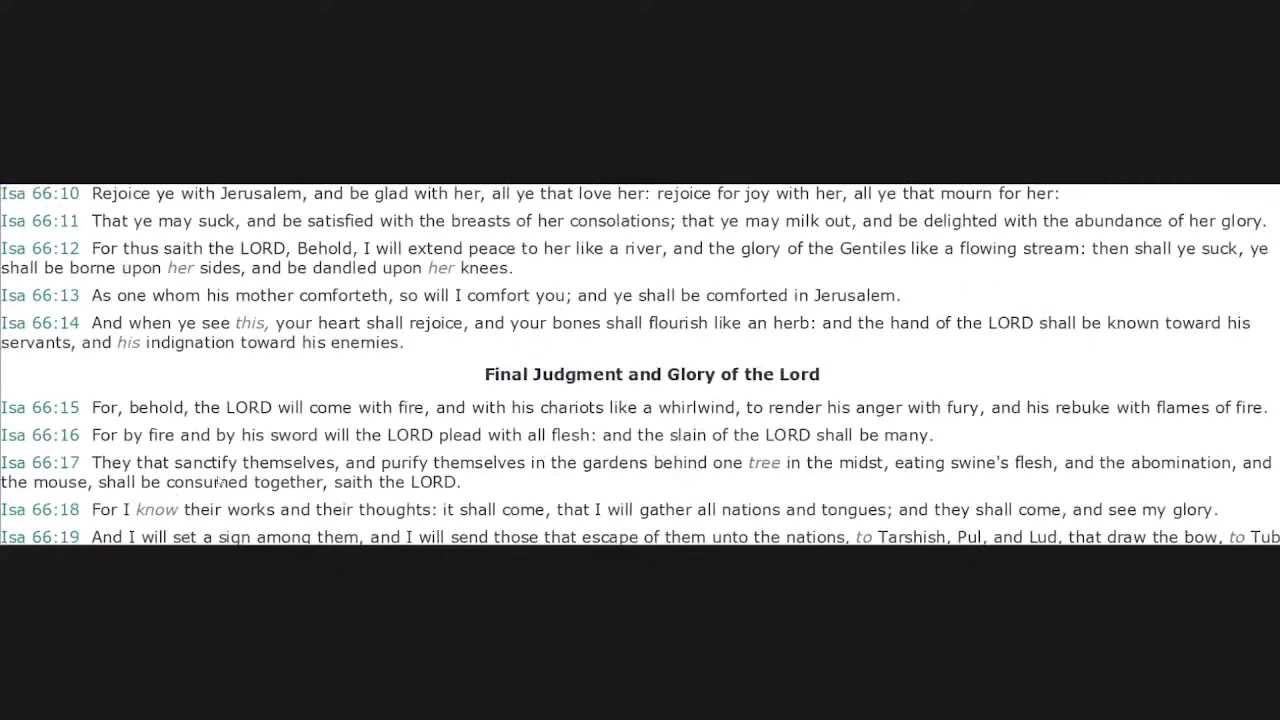 Isa 66:10 Rejoice ye with Jerusalem, and be glad with her, all ye that love her: rejoice for joy with her, all ye that mourn for her:
Isa 66:11 That ye may suck, and be satisfied with the breasts of her consolations; that ye may milk out, and be delighted with the abundance of her glory.
Isa 66:12 For thus saith the LORD, Behold, I will extend peace to her like a river, and the glory of the Gentiles like a flowing stream: then shall ye suck, ye
shall be borne upon her sides, and be dandled upon her knees.
Isa 66:13 As one whom his mother comforteth, so will I comfort you; and ye shall be comforted in Jerusalem.
Isa 66:14 And when ye see this, your heart shall rejoice, and your bones shall flourish like an herb: and the hand of the LORD shall be known toward his
servants, and his indignation toward his enemies.
Final Judgment and Glory of the Lord
Isa 66:15 For, behold, the LORD will come with fire, and with his chariots like a whirlwind, to render his anger with fury, and his rebuke with flames of fire.
Isa 66:16 For by fire and by his sword will the LORD plead with all flesh: and the slain of the LORD shall be many.
Isa 66:17 They that sanctify themselves, and purify themselves in the gardens behind one tree in the midst, eating swine's flesh, and the abomination, and
the mouse, shall be consumed together, saith the LORD.
Isa 66:18 For I know their works and their thoughts: it shall come, that I will gather all nations and tongues; and they shall come, and see my glory.
Isa 66:19 And I will set a sign among them, and I will send those that escape of them unto the nations, to Tarshish, Pul, and Lud, that draw the bow, to Tub